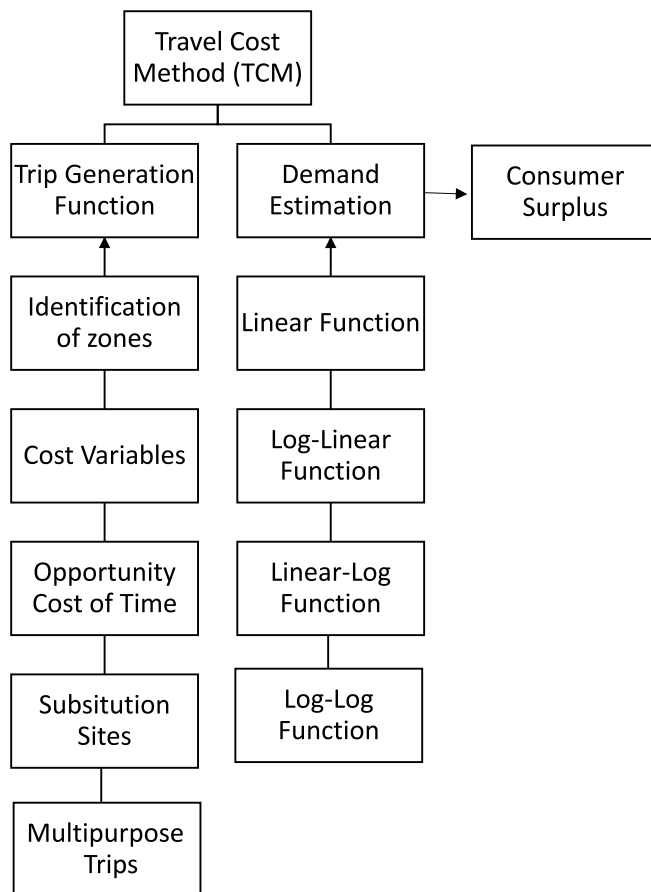 Travel Cost
Method (TCM)
Trip Generation
Function
Demand
Estimation
Consumer
Surplus
Identification
of zones
Linear Function
Cost Variables
Log-Linear
Function
Opportunity
Cost of Time
Linear-Log
Function
Subsitution
Sites
Log-Log
Function
Multipurpose
Trips